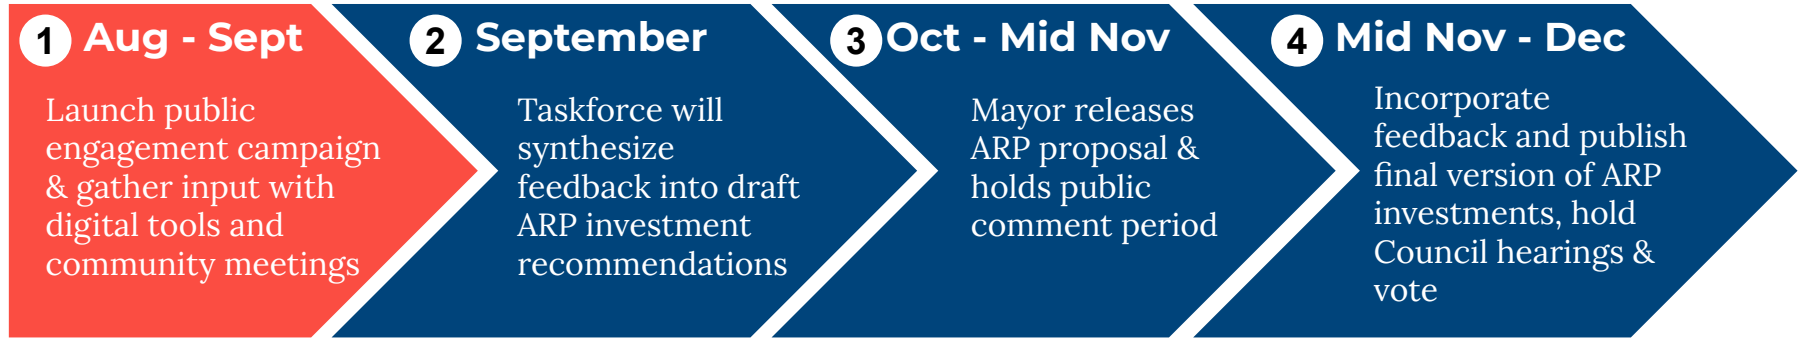 1 Aug - Sept
Launch public
engagement campaign
& gather input with
digital tools and
community meetings
2 September
Taskforce will
synthesize
feedback into draft
ARP investment
recommendations
3 Oct - Mid Nov
Mayor releases
ARP proposal &
holds public
comment period
4 Mid Nov - Dec
Incorporate
feedback and publish
final version of ARP
investments, hold
Council hearings &
vote